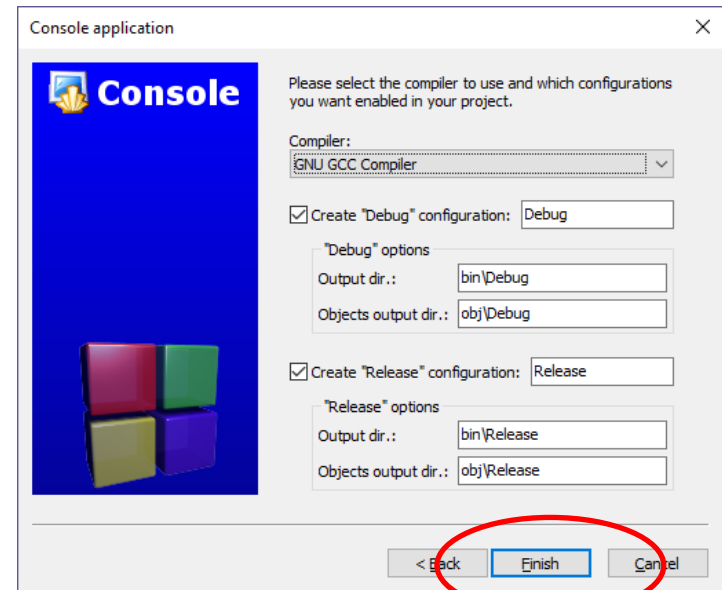 Console application
Console
Please select the compiler to use and which configurations
you want enabled in your project.
Compiler:
GNU GCC Compiler
Create "Debug" configuration: Debug
"Debug" options
Output dir.: bin\Debug
Objects output dir.: obj\Debug
Create "Release" configuration: Release
"Release" options
Output dir.: bin\Release
Objects output dir.: obj\Release
< Back Finish Cancel